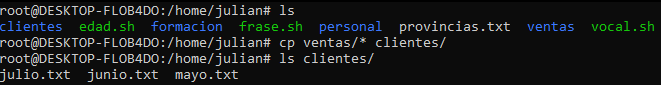 root@DESKTOP-FLOB4DO:/home/julian# ls
clientes  edad.sh  formacion  frase.sh  personal  provincias.txt  ventas  vocal.sh
root@DESKTOP-FLOB4DO:/home/julian# cp ventas/* clientes/
root@DESKTOP-FLOB4DO:/home/julian# ls clientes/
julio.txt  junio.txt  mayo.txt